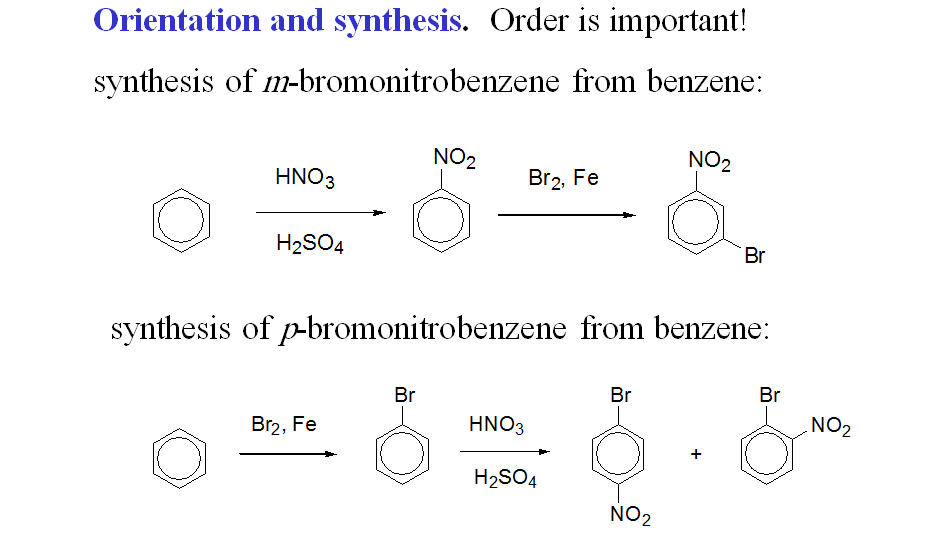 Orientation and synthesis. Order is important!
synthesis of m-bromonitrobenzene from benzene:
HNO3
H2SO4
NO2
Br2, Fe
NO2
Br
synthesis of p-bromonitrobenzene from benzene:
Br2, Fe
Br
HNO3
H2SO4
Br
NO2
+
Br
NO2